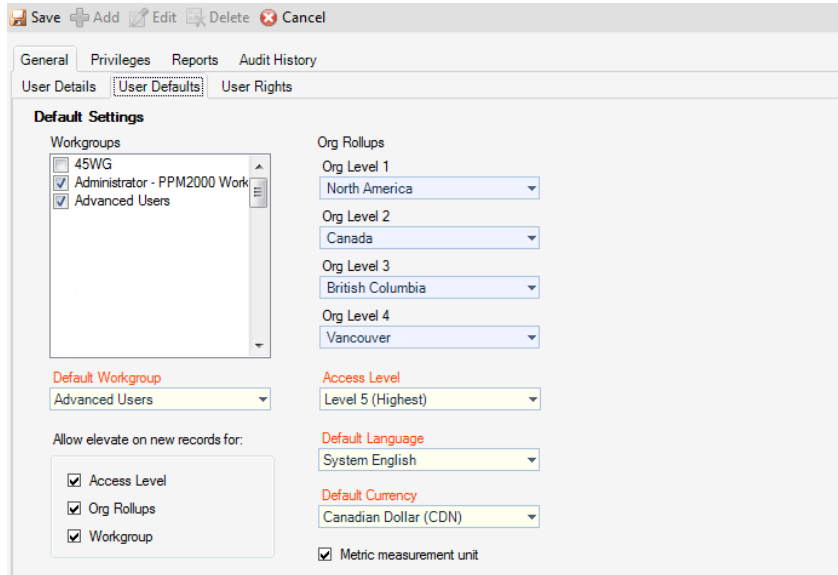 Save Add Edit Delete Cancel
General Privileges Reports Audit History
User Details User Defaults User Rights
Default Settings
Workgroups
45WG
Administrator - PPM2000 Work
Advanced Users
Default Workgroup
Advanced Users
Allow elevate on new records for:
Access Level
Org Rollups
Workgroup
Org Rollups
Org Level 1
North America
Org Level 2
Canada
Org Level 3
British Columbia
Org Level 4
Vancouver
Access Level
Level 5 (Highest)
Default Language
System English
Default Currency
Canadian Dollar (CDN)
Metric measurement unit